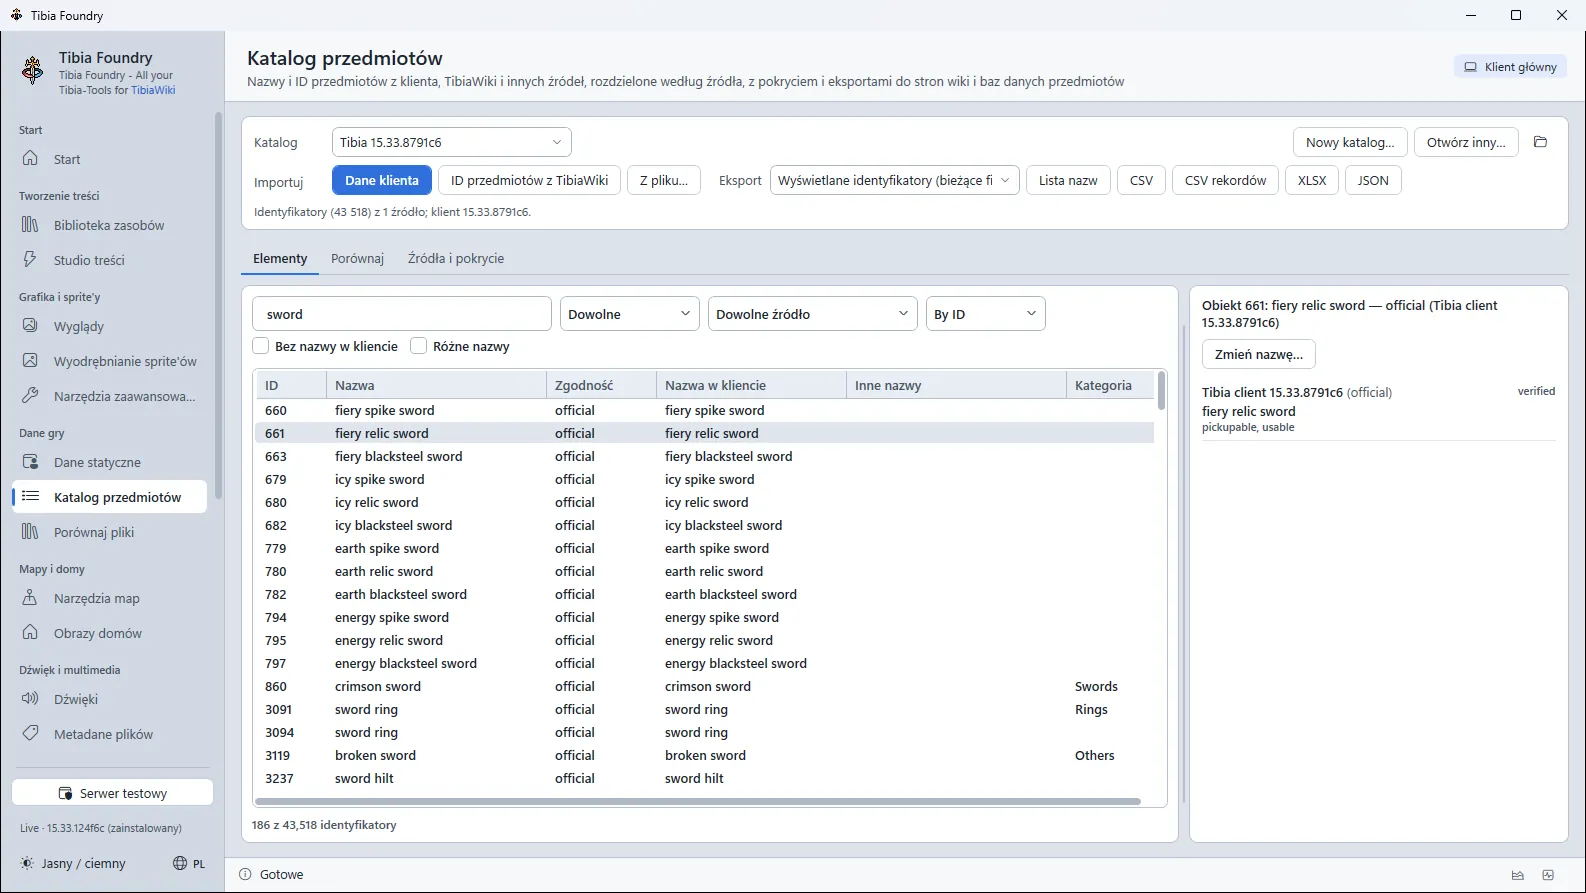 Tibia Foundry
Tibia Foundry
Tibia Foundry - All your
Tibia-Tools for TibiaWiki
Start
Start
Tworzenie treści
Biblioteka zasobów
Studio treści
Grafika i sprite'y
Wyglądy
Wyodrębnianie sprite'ów
Narzędzia zaawansowa...
Dane gry
Dane statyczne
Katalog przedmiotów
Porównaj pliki
Mapy i domy
Narzędzia map
Obrazy domów
Dźwięk i multimedia
Dźwięki
Metadane plików
Serwer testowy
Live · 15.33.124f6c (zainstalowany)
Jasny / ciemny PL
Katalog przedmiotów
Nazwy i ID przedmiotów z klienta, TibiaWiki i innych źródeł, rozdzielone według źródła, z pokryciem i eksportami do stron wiki i baz danych przedmiotów
Klient główny
Katalog Tibia 15.33.8791c6 Nowy katalog... Otwórz inny...
Importuj Dane klienta ID przedmiotów z TibiaWiki Z pliku... Eksport Wyświetlane identyfikatory (bieżące fi Lista nazw CSV CSV rekordów XLSX JSON
Identyfikatory (43 518) z 1 źródło; klient 15.33.8791c6.
Elementy Porównaj Źródła i pokrycie
sword Dowolne Dowolne źródło By ID
Bez nazwy w kliencie Różne nazwy
ID Nazwa Zgodność Nazwa w kliencie Inne nazwy Kategoria
660 fiery spike sword official fiery spike sword
661 fiery relic sword official fiery relic sword
663 fiery blacksteel sword official fiery blacksteel sword
679 icy spike sword official icy spike sword
680 icy relic sword official icy relic sword
682 icy blacksteel sword official icy blacksteel sword
779 earth spike sword official earth spike sword
780 earth relic sword official earth relic sword
782 earth blacksteel sword official earth blacksteel sword
794 energy spike sword official energy spike sword
795 energy relic sword official energy relic sword
797 energy blacksteel sword official energy blacksteel sword
860 crimson sword official crimson sword Swords
3091 sword ring official sword ring Rings
3094 sword ring official sword ring
3119 broken sword official broken sword Others
3237 sword hilt official sword hilt
186 z 43,518 identyfikatory
Obiekt 661: fiery relic sword — official (Tibia client
15.33.8791c6)
Zmień nazwę...
Tibia client 15.33.8791c6 (official) verified
fiery relic sword
pickupable, usable
Gotowe